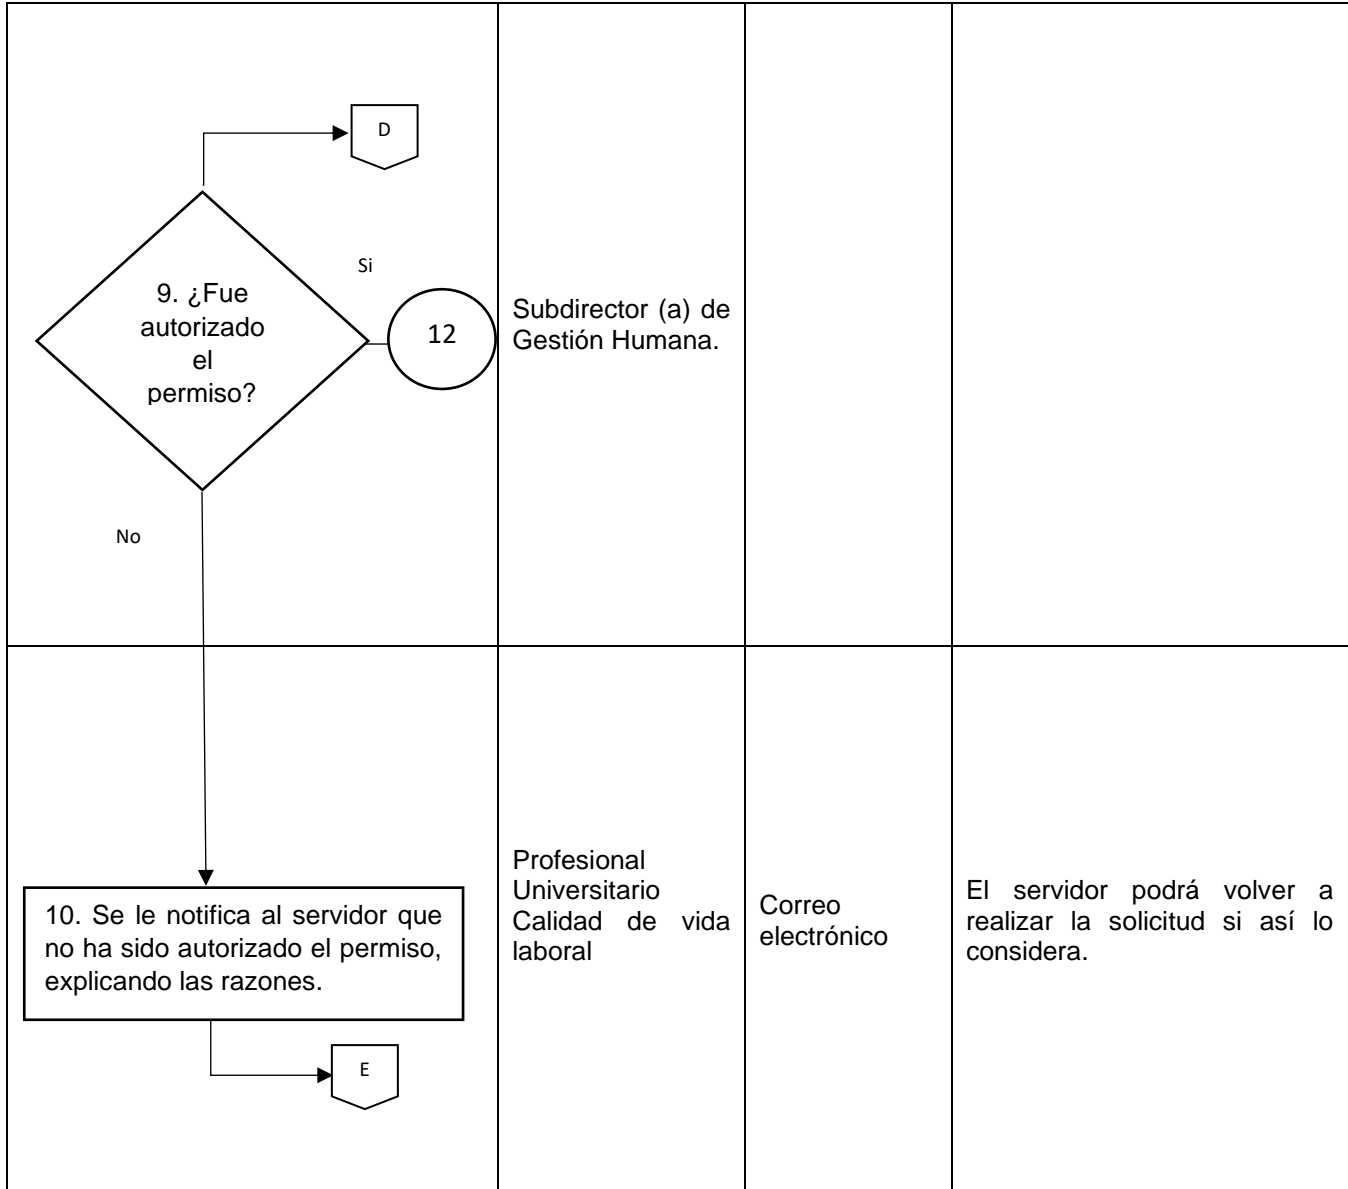 D
Si
9. ¿Fue
autorizado
el
permiso?
12
Subdirector (a) de
Gestión Humana.
No
10. Se le notifica al servidor que
no ha sido autorizado el permiso,
explicando las razones.
Profesional
Universitario
Calidad de vida
laboral
Correo
electrónico
El servidor podrá volver a
realizar la solicitud si así lo
considera.
E